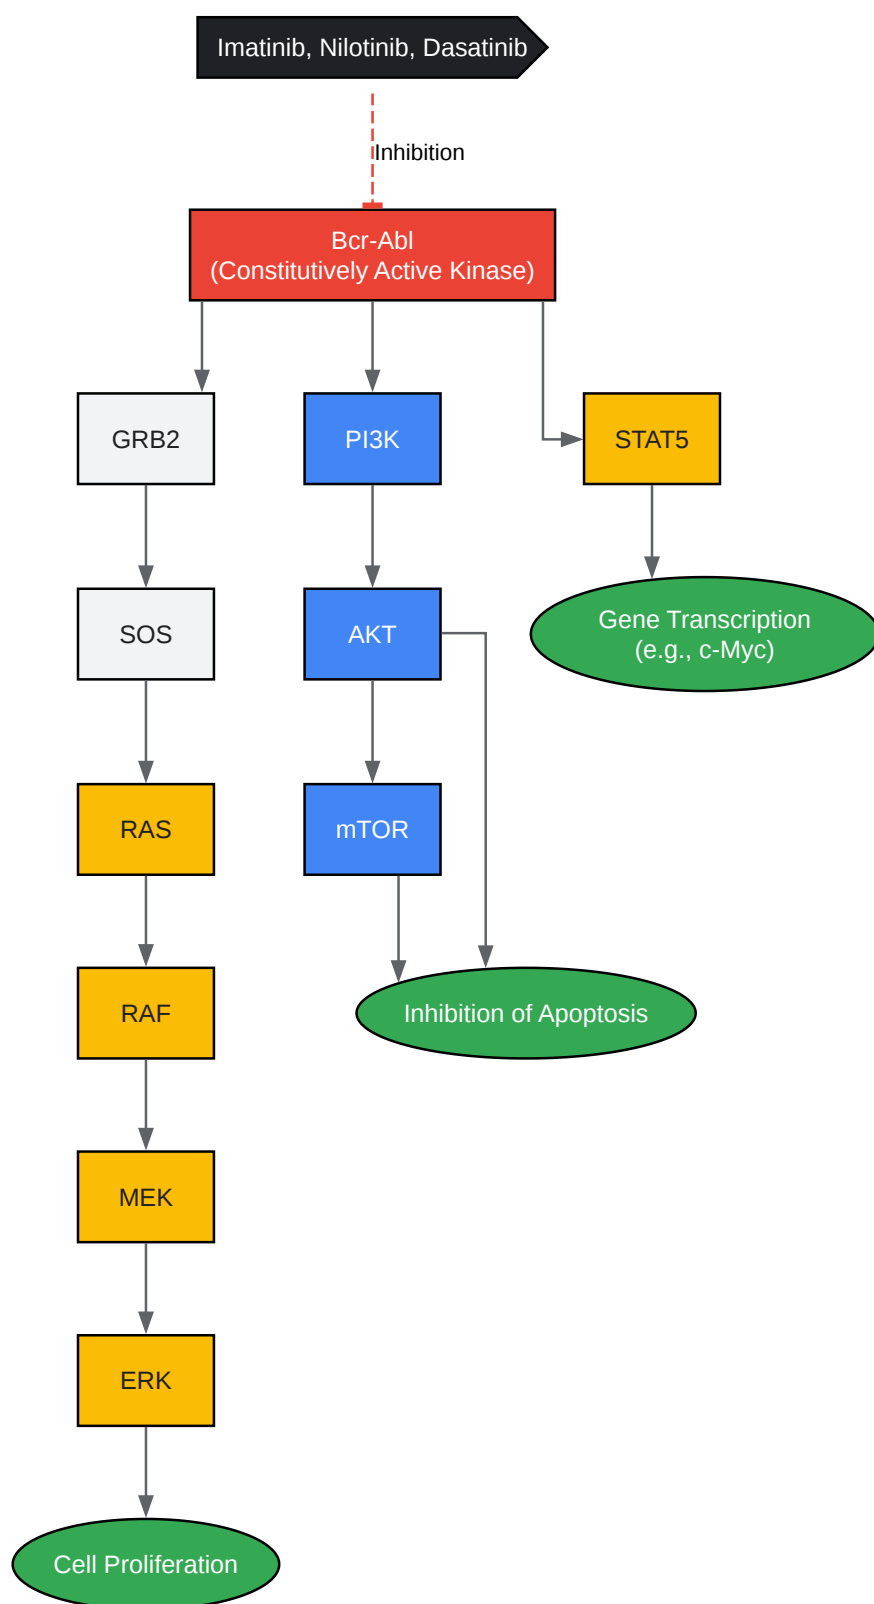 Imatinib, Nilotinib, Dasatinib
Inhibition
Bcr-Abl
(Constitutively Active Kinase)
GRB2
PI3K
STAT5
SOS
AKT
Gene Transcription
(e.g., c-Myc)
RAS
mTOR
RAF
Inhibition of Apoptosis
MEK
ERK
Cell Proliferation